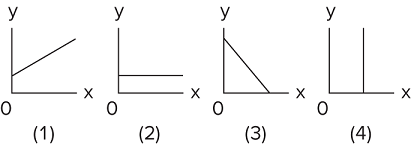 y y y y
0 x 0 x 0 x 0 x
(1) (2) (3) (4)